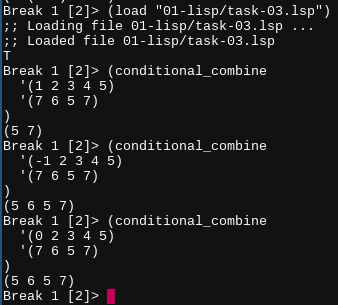 Break 1 [2]> (load "01-lisp/task-03.lsp")
;; Loading file 01-lisp/task-03.lsp ...
;; Loaded file 01-lisp/task-03.lsp
T
Break 1 [2]> (conditional_combine
  '(1 2 3 4 5)
  '(7 6 5 7)
)
(5 7)
Break 1 [2]> (conditional_combine
  '(-1 2 3 4 5)
  '(7 6 5 7)
)
(5 6 5 7)
Break 1 [2]> (conditional_combine
  '(0 2 3 4 5)
  '(7 6 5 7)
)
(5 6 5 7)
Break 1 [2]>